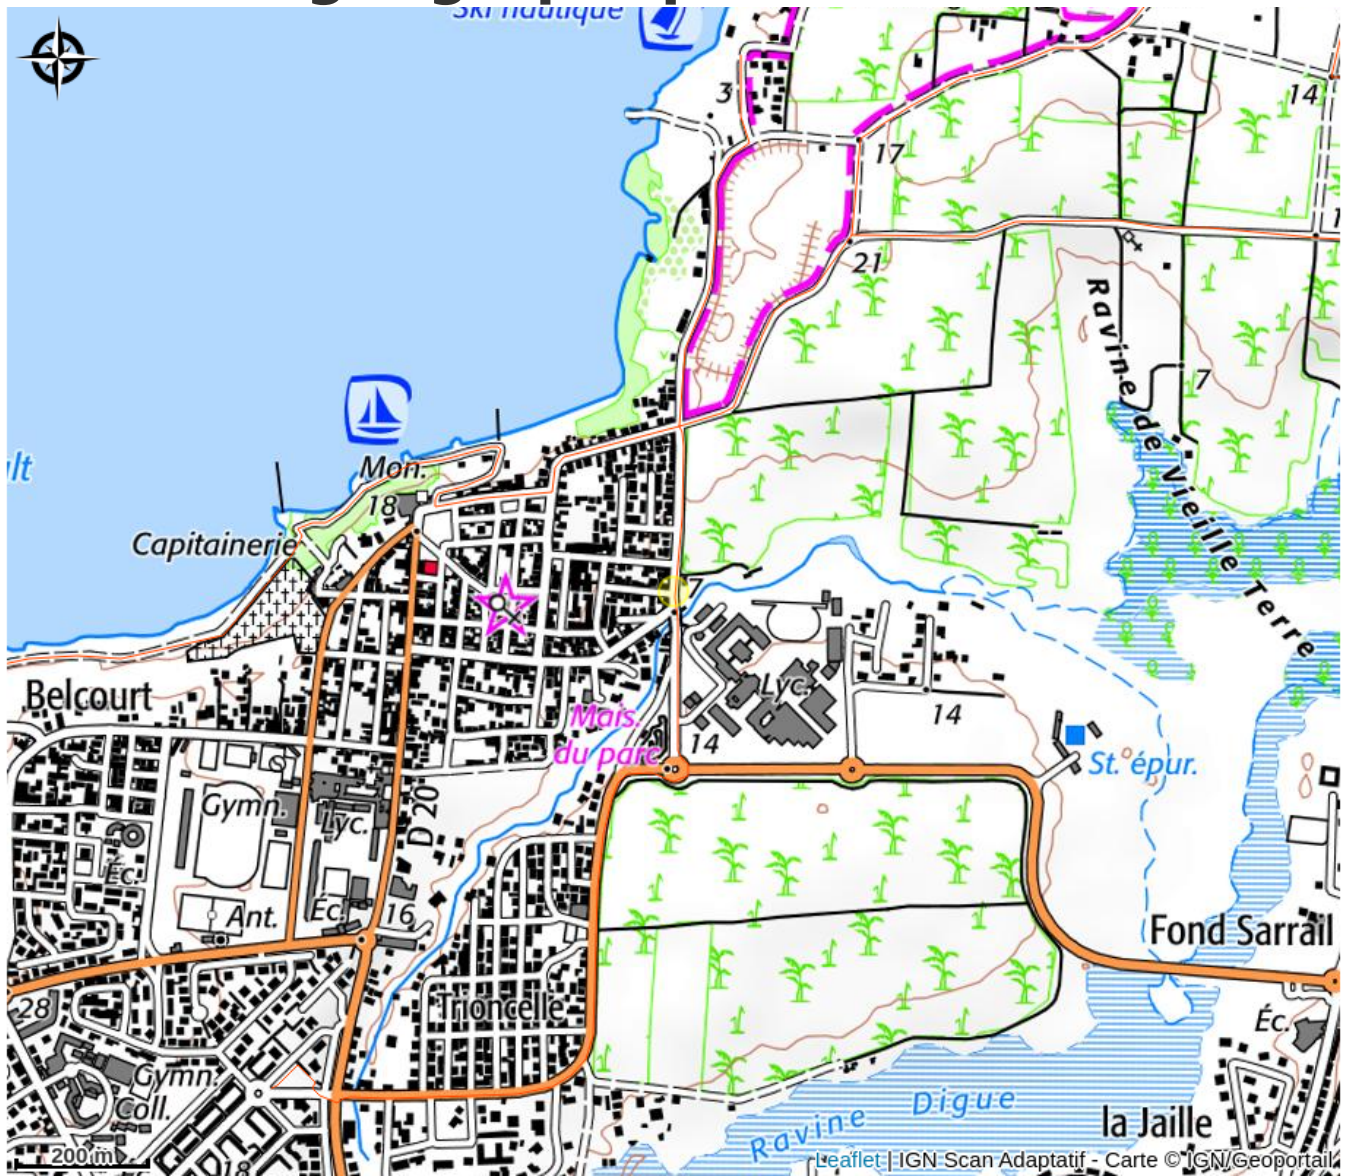 Ski nautique
3
14
17
21
Ravine de Vieille Terre
7
Mon.
18
Capitainerie
Belcourt
Lyc.
Mais.
du parc
14
14
St. épur.
Gymn.
Lyc.
D 20
Éc.
Éc.
Ant.
16
Fond Sarrail
28
Trioncelle
Éc.
Gymn.
Coll.
Ravine Digue
la Jaille
200 m
18
Leaflet | IGN Scan Adaptatif - Carte © IGN/Geoportail